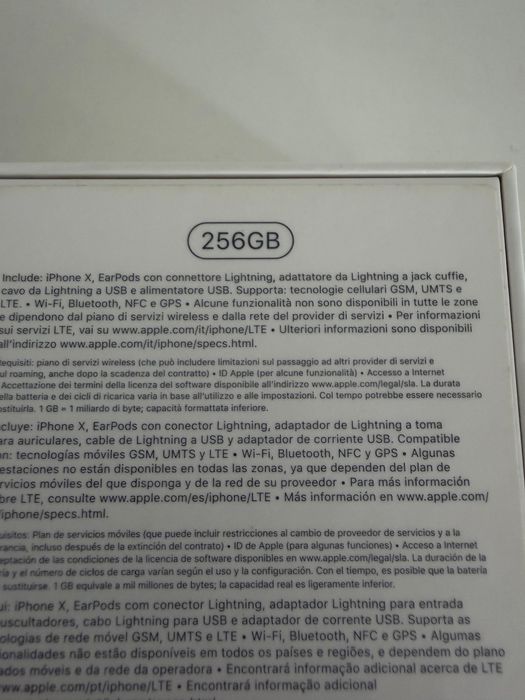 256GB
Include: iPhone X, EarPods con connettore Lightning, adattatore da Lightning a jack cuffie,
cavo da Lightning a USB e alimentatore USB. Supporta: tecnologie cellulari GSM, UMTS e
LTE. • Wi-Fi, Bluetooth, NFC e GPS • Alcune funzionalità non sono disponibili in tutte le zone
e dipendono dal piano di servizi wireless e dalla rete del provider di servizi • Per informazioni
sui servizi LTE, vai su www.apple.com/it/iphone/LTE • Ulteriori informazioni sono disponibili
all'indirizzo www.apple.com/it/iphone/specs.html.
equisiti: piano di servizi wireless (che può includere limitazioni sul passaggio ad altri provider di servizi e
ul roaming, anche dopo la scadenza del contratto) • ID Apple (per alcune funzionalità) • Accesso a Internet
Accettazione dei termini della licenza del software disponibile all'indirizzo www.apple.com/legal/sla. La durata
ella batteria e dei cicli di ricarica varia in base all'utilizzo e alle impostazioni. Col tempo potrebbe essere necessario
ostituirla. 1 GB = 1 miliardo di byte; capacità formattata inferiore.
cluye: iPhone X, EarPods con conector Lightning, adaptador de Lightning a toma
ara auriculares, cable de Lightning a USB y adaptador de corriente USB. Compatible
on: tecnologías móviles GSM, UMTS y LTE • Wi-Fi, Bluetooth, NFC y GPS • Algunas
estaciones no están disponibles en todas las zonas, ya que dependen del plan de
rvicios móviles del que disponga y de la red de su proveedor • Para más información
bre LTE, consulte www.apple.com/es/iphone/LTE • Más información en www.apple.com/
/iphone/specs.html.
uisitos: Plan de servicios móviles (que puede incluir restricciones al cambio de proveedor de servicios y a la
rancia, incluso después de la extinción del contrato) • ID de Apple (para algunas funciones) • Acceso a Internet
eptación de las condiciones de la licencia de software disponibles en www.apple.com/legal/sla. La duración de la
ría y el número de ciclos de carga varían según el uso y la configuración. Con el tiempo, es posible que la batería
sustituirse. 1 GB equivale a mil millones de bytes; la capacidad real es ligeramente inferior.
ui: iPhone X, EarPods com conector Lightning, adaptador Lightning para entrada
uscultadores, cabo Lightning para USB e adaptador de corrente USB. Suporta as
ologias de rede móvel GSM, UMTS e LTE • Wi-Fi, Bluetooth, NFC e GPS • Algumas
ionalidades não estão disponíveis em todos os países e regiões, e dependem do plano
ados móveis e da rede da operadora • Encontrará informação adicional acerca de LTE
www.apple.com/pt/iphone/LTE • Encontrará informação adicional